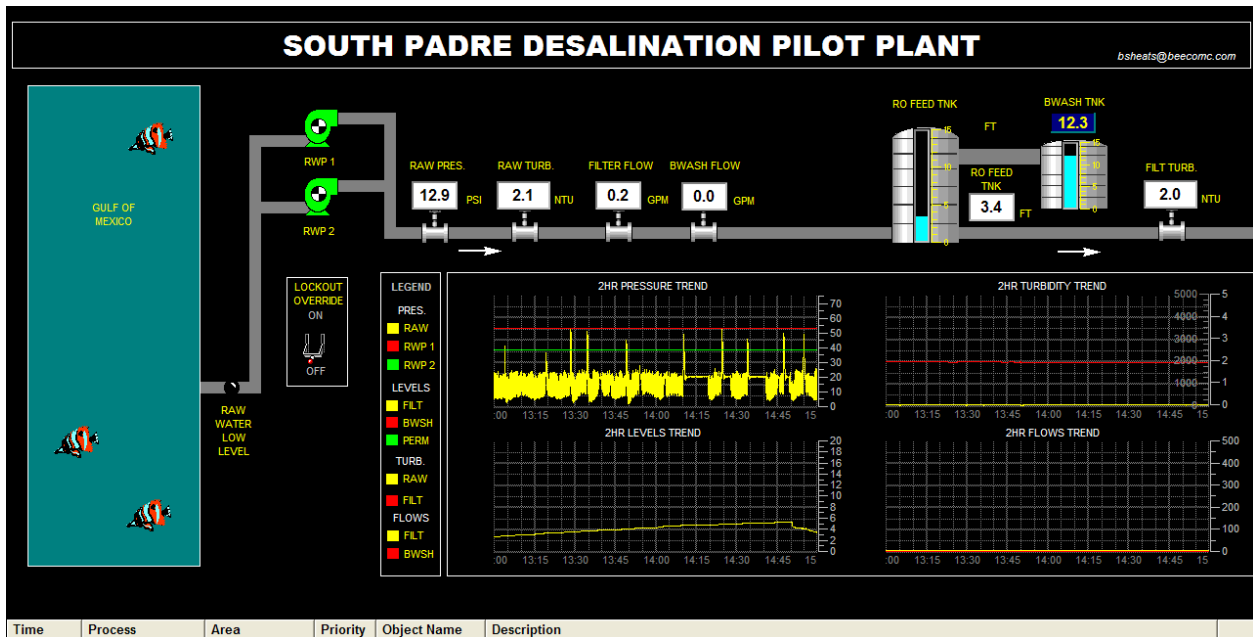 SOUTH PADRE DESALINATION PILOT PLANT
bsheats@beecomc.com
GULF OF
MEXICO
RWP 1
RWP 2
RAW PRES.
12.9 PSI
RAW TURB.
2.1 NTU
FILTER FLOW
0.2 GPM
BWASH FLOW
0.0 GPM
RO FEED TNK
15
10
5
0
FT
BWASH TNK
12.3
15
10
5
0
RO FEED
TNK
3.4 FT
FILT TURB.
2.0 NTU
LOCKOUT
OVERRIDE
ON
OFF
RAW
WATER
LOW
LEVEL
LEGEND
PRES.
RAW
RWP 1
RWP 2
LEVELS
FILT
BWSH
PERM
TURB.
RAW
FILT
FLOWS
FILT
BWSH
2HR PRESSURE TREND
70
60
50
40
30
20
10
0
:00 13:15 13:30 13:45 14:00 14:15 14:30 14:45 15
2HR TURBIDITY TREND
5000 5
4000 4
3000 3
2000 2
1000 1
0 0
:00 13:15 13:30 13:45 14:00 14:15 14:30 14:45 15
2HR LEVELS TREND
20
18
16
14
12
10
8
6
4
2
0
:00 13:15 13:30 13:45 14:00 14:15 14:30 14:45 15
2HR FLOWS TREND
500
400
300
200
100
0
:00 13:15 13:30 13:45 14:00 14:15 14:30 14:45 15
Time Process Area Priority Object Name Description